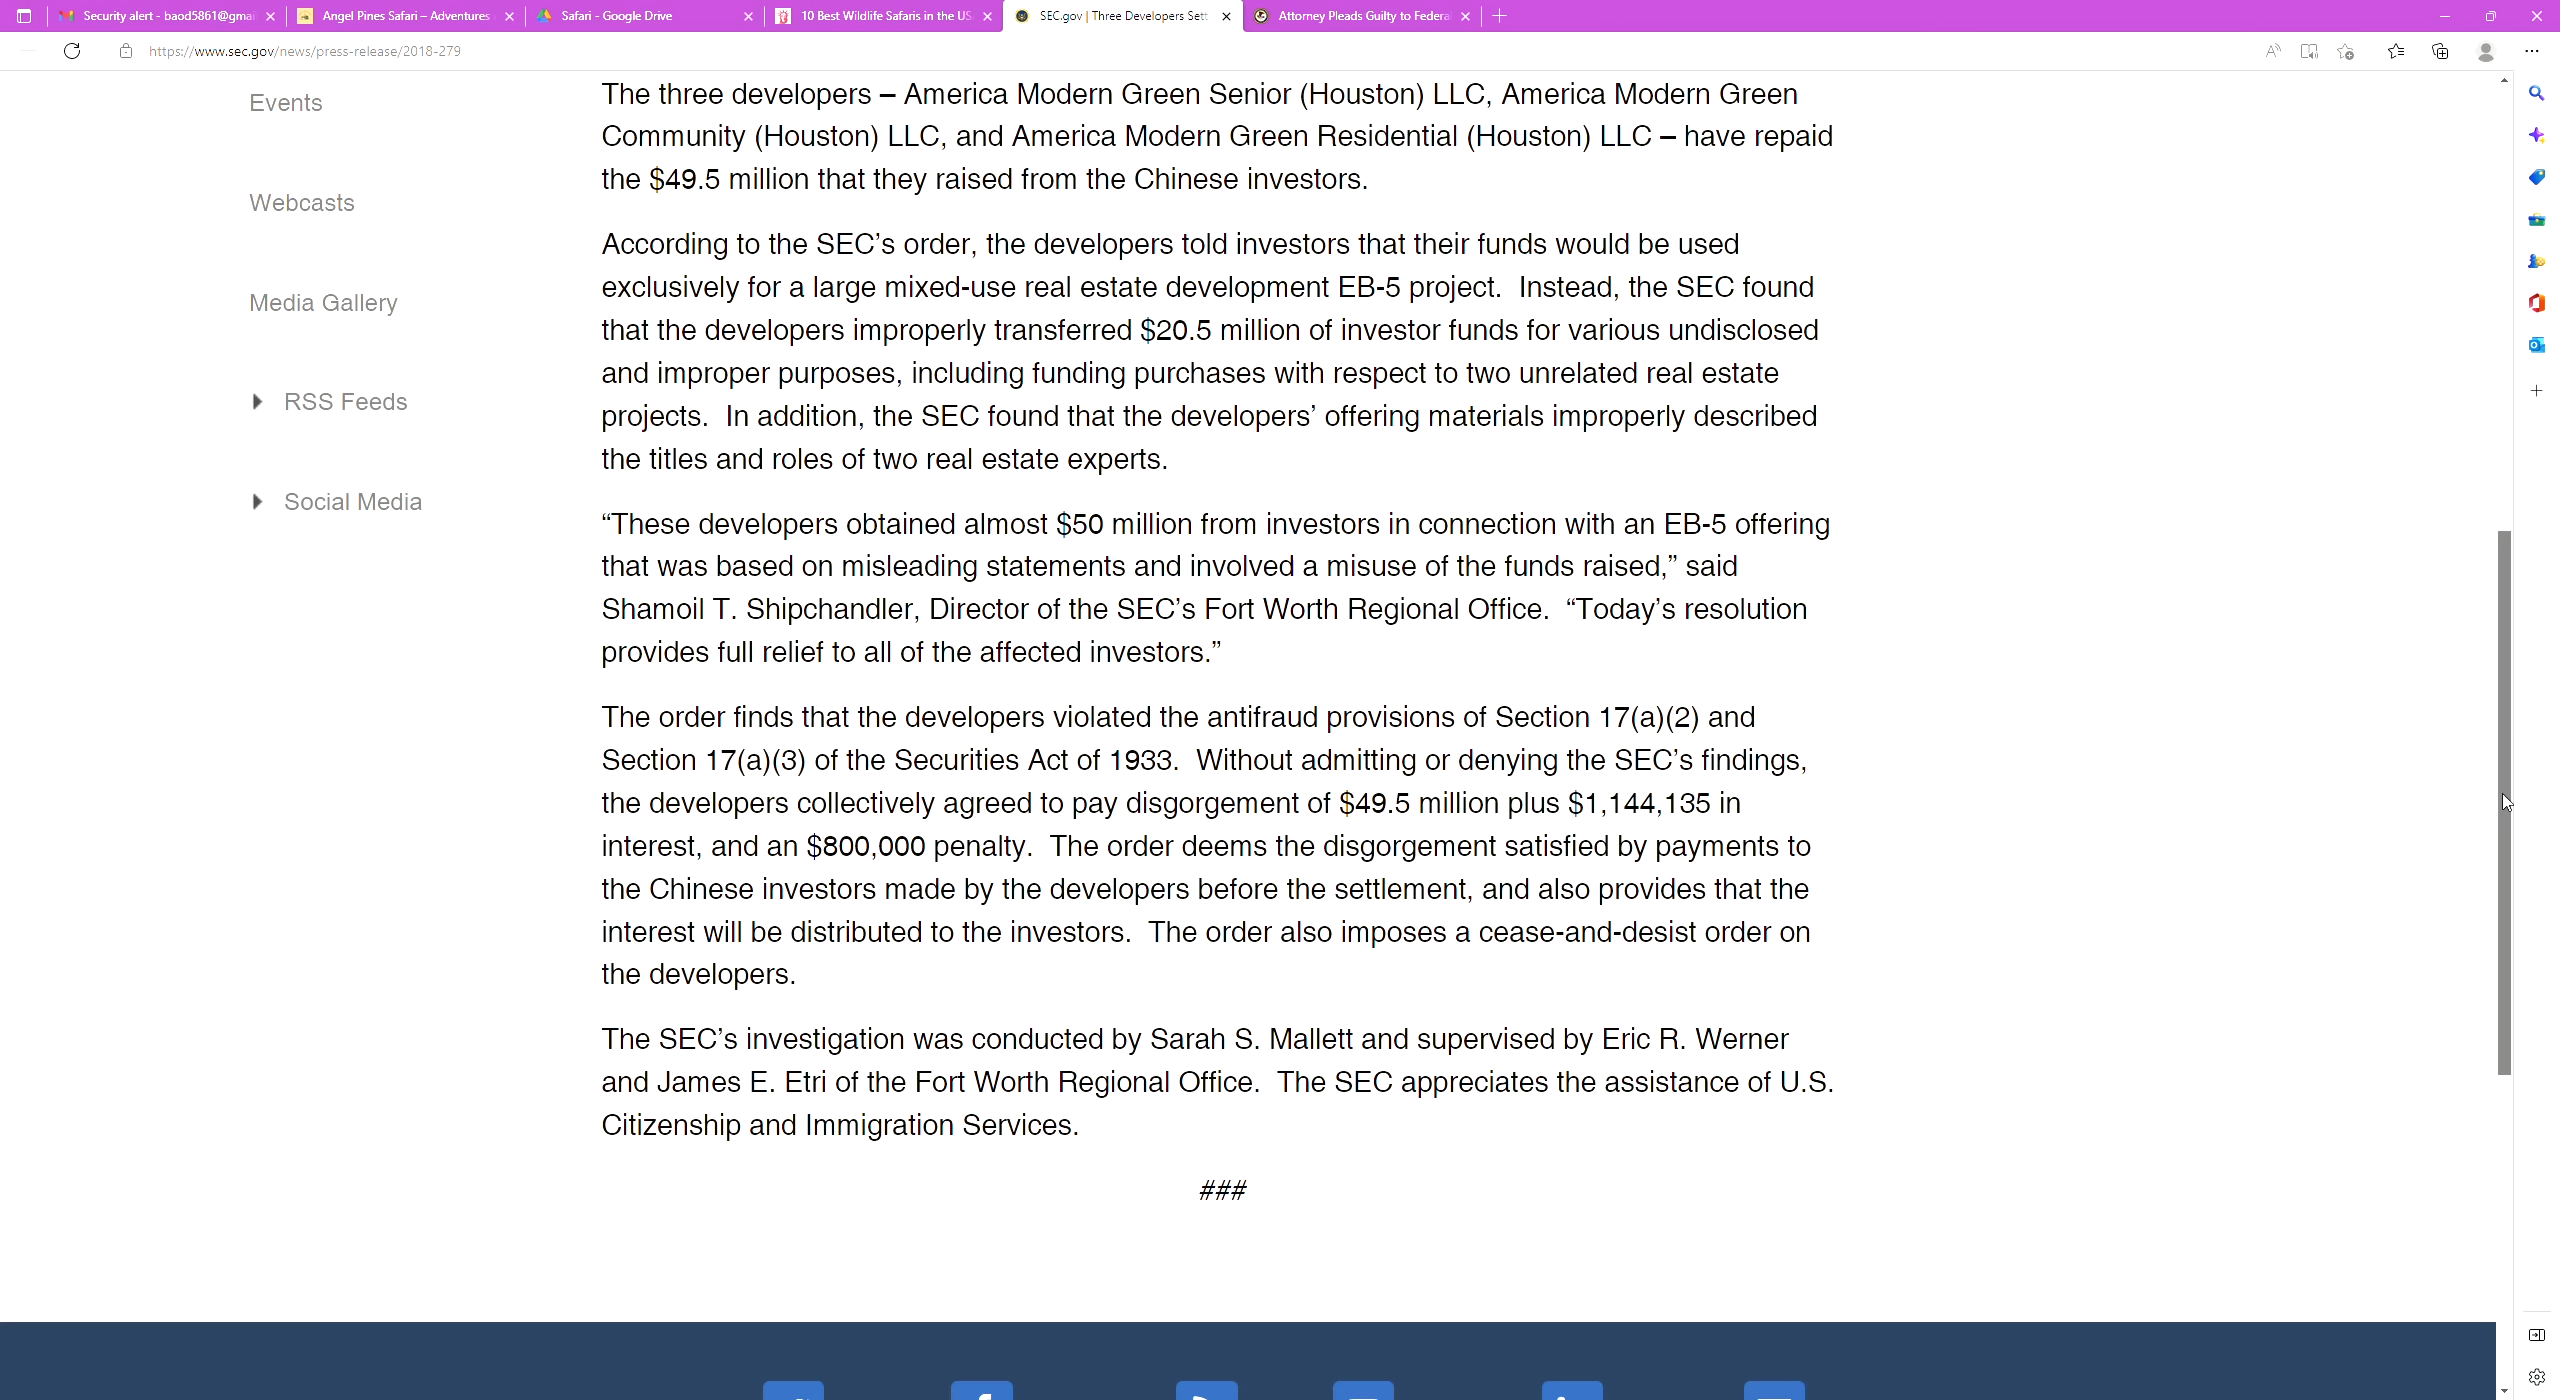 Security alert - baod5861@gmai
Angel Pines Safari – Adventures
Safari - Google Drive
10 Best Wildlife Safaris in the US
SEC.gov | Three Developers Sett
Attorney Pleads Guilty to Federa
https://www.sec.gov/news/press-release/2018-279
Events
Webcasts
Media Gallery
RSS Feeds
Social Media
The three developers – America Modern Green Senior (Houston) LLC, America Modern Green
Community (Houston) LLC, and America Modern Green Residential (Houston) LLC – have repaid
the $49.5 million that they raised from the Chinese investors.
According to the SEC’s order, the developers told investors that their funds would be used
exclusively for a large mixed-use real estate development EB-5 project.  Instead, the SEC found
that the developers improperly transferred $20.5 million of investor funds for various undisclosed
and improper purposes, including funding purchases with respect to two unrelated real estate
projects.  In addition, the SEC found that the developers’ offering materials improperly described
the titles and roles of two real estate experts.
“These developers obtained almost $50 million from investors in connection with an EB-5 offering
that was based on misleading statements and involved a misuse of the funds raised,” said
Shamoil T. Shipchandler, Director of the SEC’s Fort Worth Regional Office.  “Today’s resolution
provides full relief to all of the affected investors.”
The order finds that the developers violated the antifraud provisions of Section 17(a)(2) and
Section 17(a)(3) of the Securities Act of 1933.  Without admitting or denying the SEC’s findings,
the developers collectively agreed to pay disgorgement of $49.5 million plus $1,144,135 in
interest, and an $800,000 penalty.  The order deems the disgorgement satisfied by payments to
the Chinese investors made by the developers before the settlement, and also provides that the
interest will be distributed to the investors.  The order also imposes a cease-and-desist order on
the developers.
The SEC’s investigation was conducted by Sarah S. Mallett and supervised by Eric R. Werner
and James E. Etri of the Fort Worth Regional Office.  The SEC appreciates the assistance of U.S.
Citizenship and Immigration Services.
###